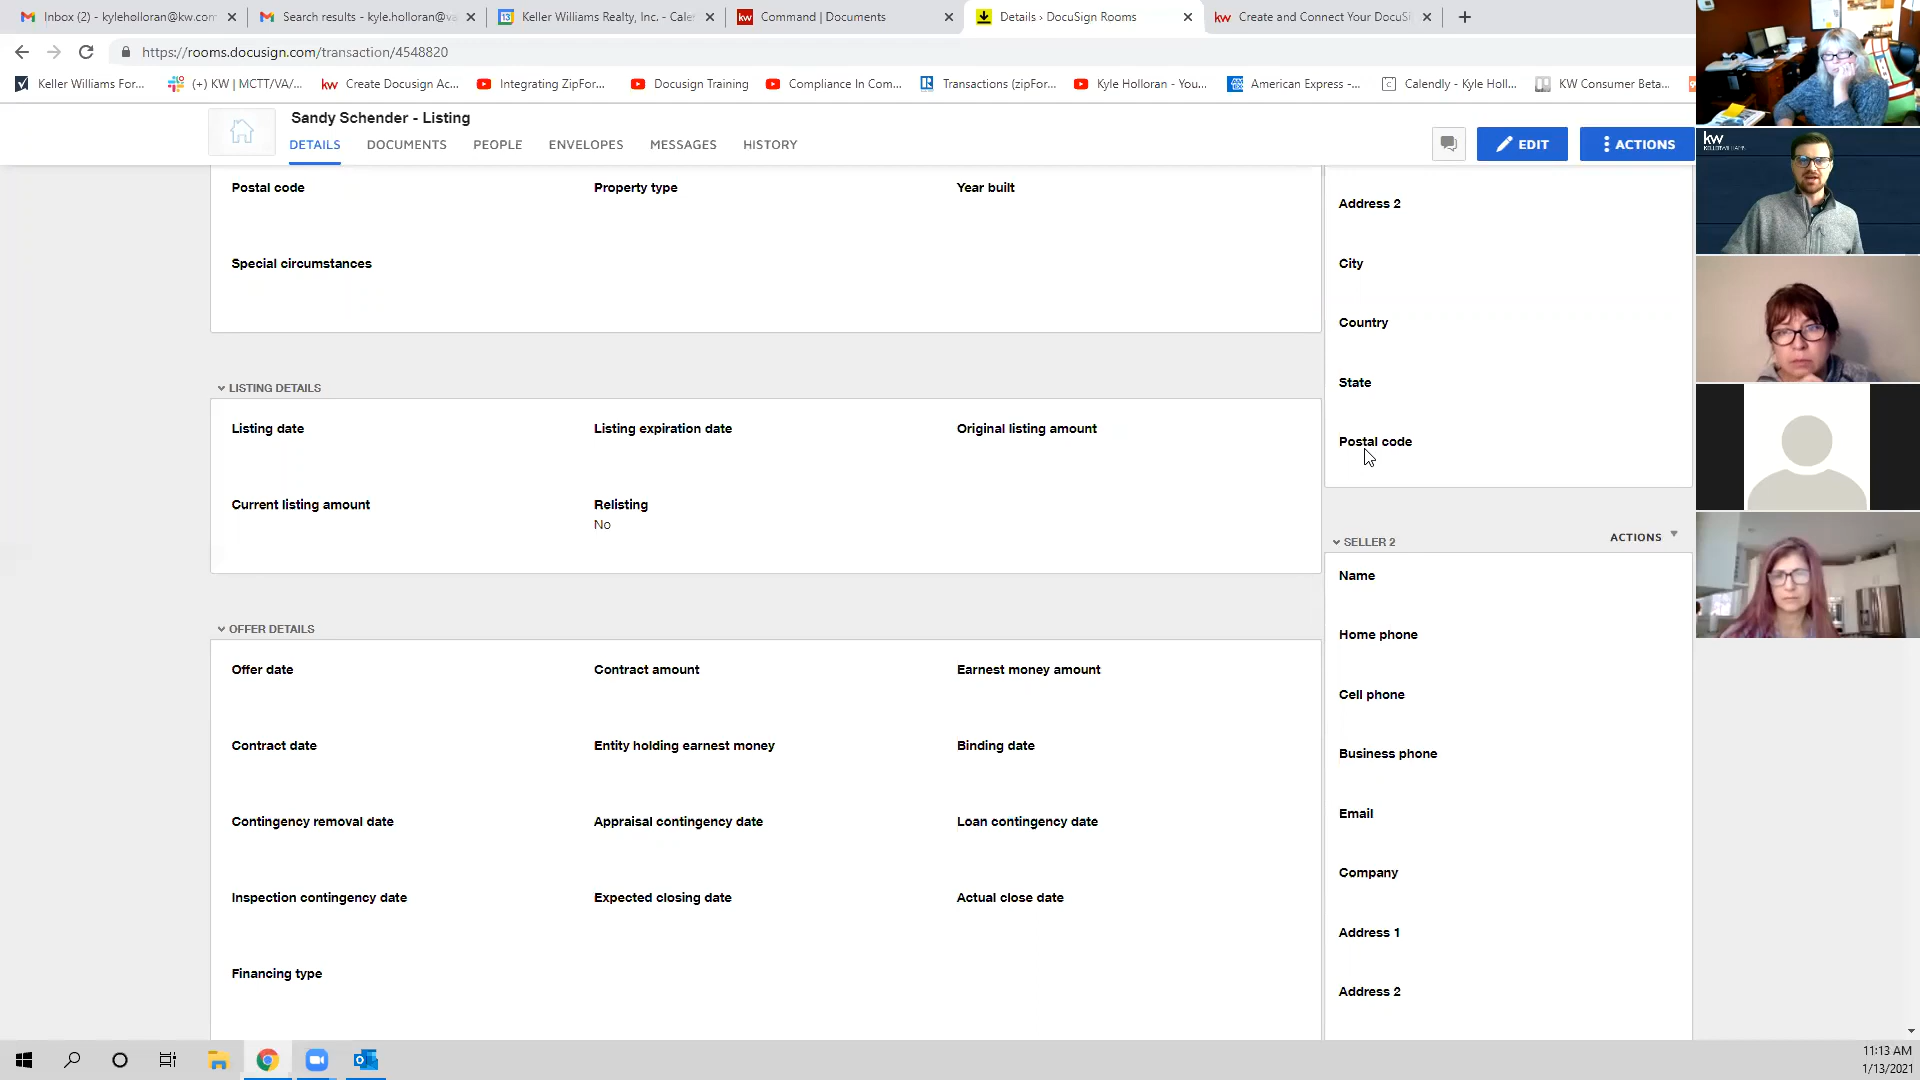 Inbox (2) - kyleholloran@kw.com
Search results - kyle.holloran@va
Keller Williams Realty, Inc. - Cale
kw Command | Documents
Details › DocuSign Rooms
kw Create and Connect Your DocuSi
https://rooms.docusign.com/transaction/4548820
Keller Williams For...
(+) KW | MCTT/VA/...
kw Create Docusign Ac...
Integrating ZipFor...
Docusign Training
Compliance In Com...
Transactions (zipFor...
Kyle Holloran - You...
American Express -...
Calendly - Kyle Holl...
KW Consumer Beta...
Sandy Schender - Listing
DETAILS DOCUMENTS PEOPLE ENVELOPES MESSAGES HISTORY
EDIT
ACTIONS
kw
KELLERWILLIAMS
Postal code Property type Year built
Special circumstances
LISTING DETAILS
Listing date Listing expiration date Original listing amount
Current listing amount Relisting
No
OFFER DETAILS
Offer date Contract amount Earnest money amount
Contract date Entity holding earnest money Binding date
Contingency removal date Appraisal contingency date Loan contingency date
Inspection contingency date Expected closing date Actual close date
Financing type
Address 2
City
Country
State
Postal code
SELLER 2 ACTIONS
Name
Home phone
Cell phone
Business phone
Email
Company
Address 1
Address 2
11:13 AM
1/13/2021